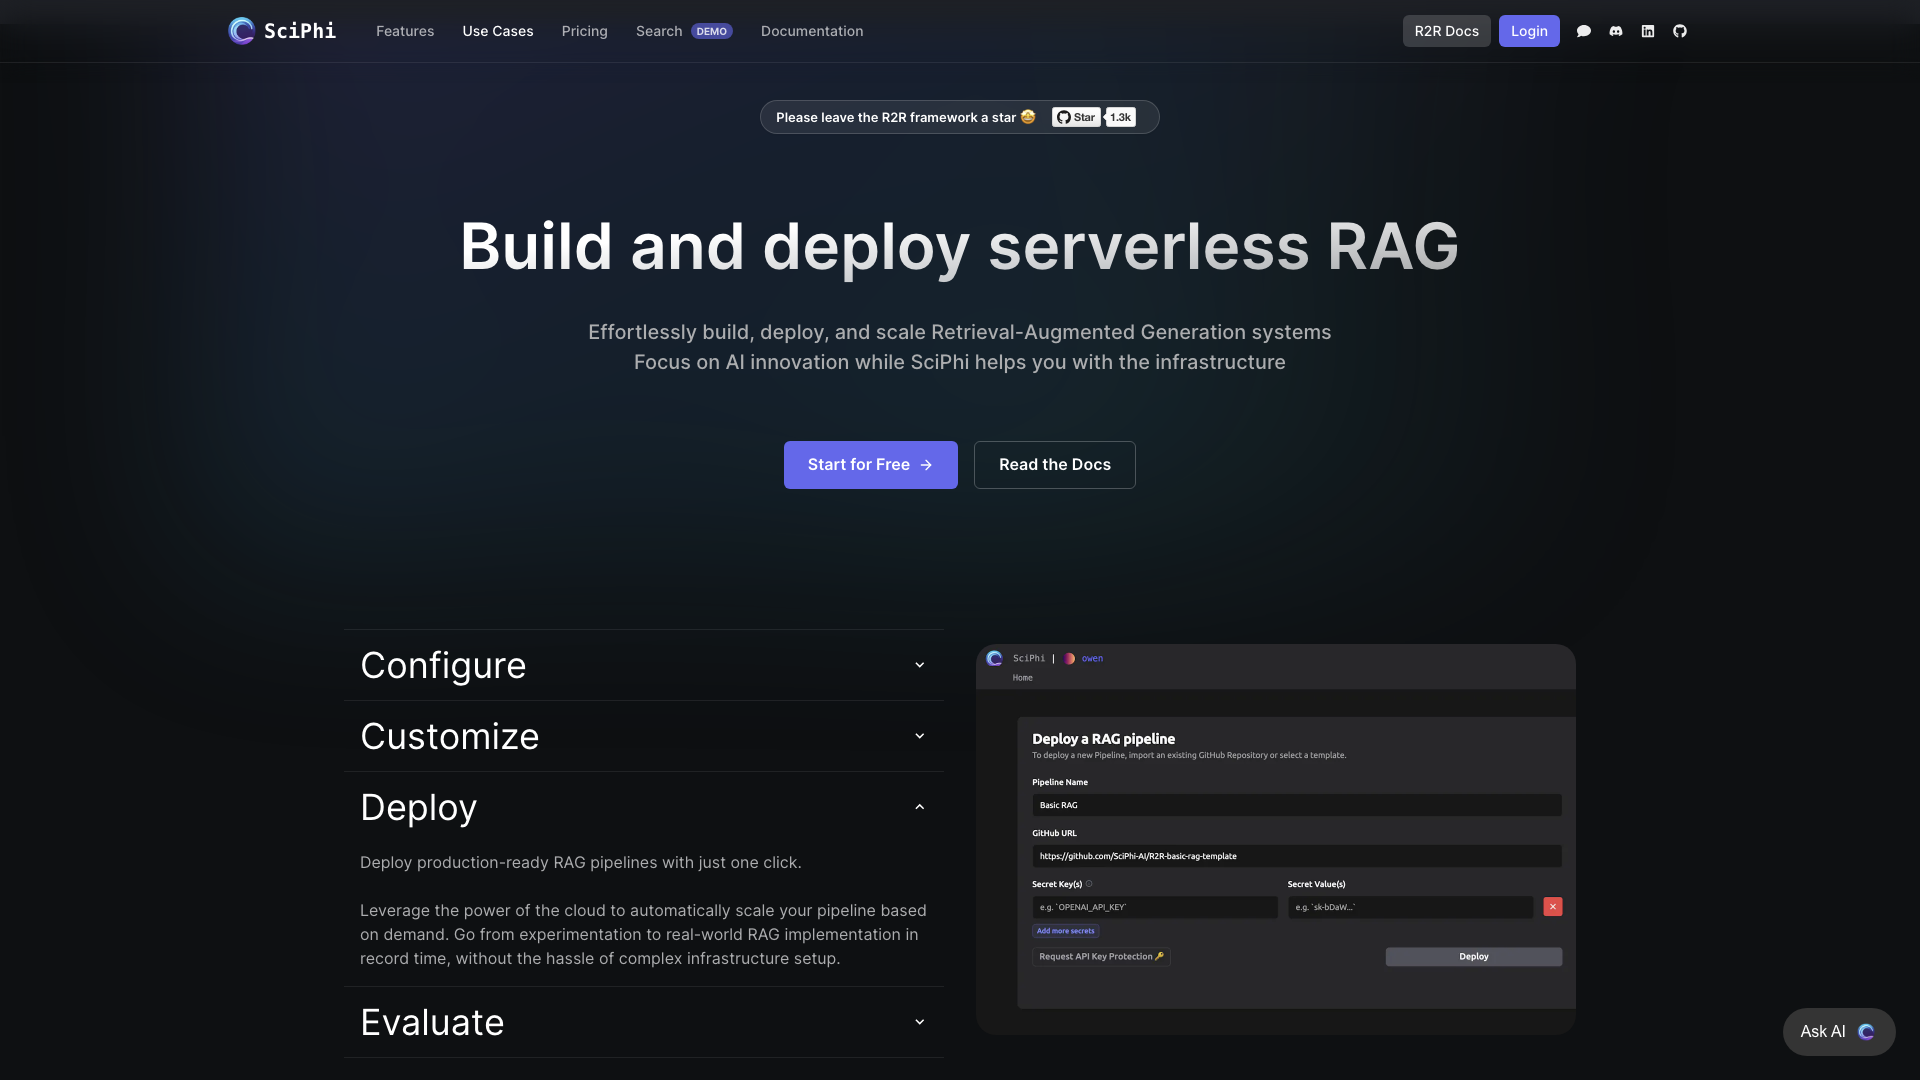 SciPhi
Features
Use Cases
Pricing
Search DEMO
Documentation
R2R Docs
Login
Please leave the R2R framework a star 🤩
Star
1.3k
Build and deploy serverless RAG
Effortlessly build, deploy, and scale Retrieval-Augmented Generation systems
Focus on AI innovation while SciPhi helps you with the infrastructure
Start for Free →
Read the Docs
Configure
Customize
Deploy
Deploy production-ready RAG pipelines with just one click.
Leverage the power of the cloud to automatically scale your pipeline based
on demand. Go from experimentation to real-world RAG implementation in
record time, without the hassle of complex infrastructure setup.
Evaluate
SciPhi | owen
Home
Deploy a RAG pipeline
To deploy a new Pipeline, import an existing GitHub Repository or select a template.
Pipeline Name
Basic RAG
GitHub URL
https://github.com/SciPhi-AI/R2R-basic-rag-template
Secret Key(s)
Secret Value(s)
e.g. `OPENAI_API_KEY`
e.g. `sk-bDaW...`
Add more secrets
Request API Key Protection 🔑
Deploy
Ask AI